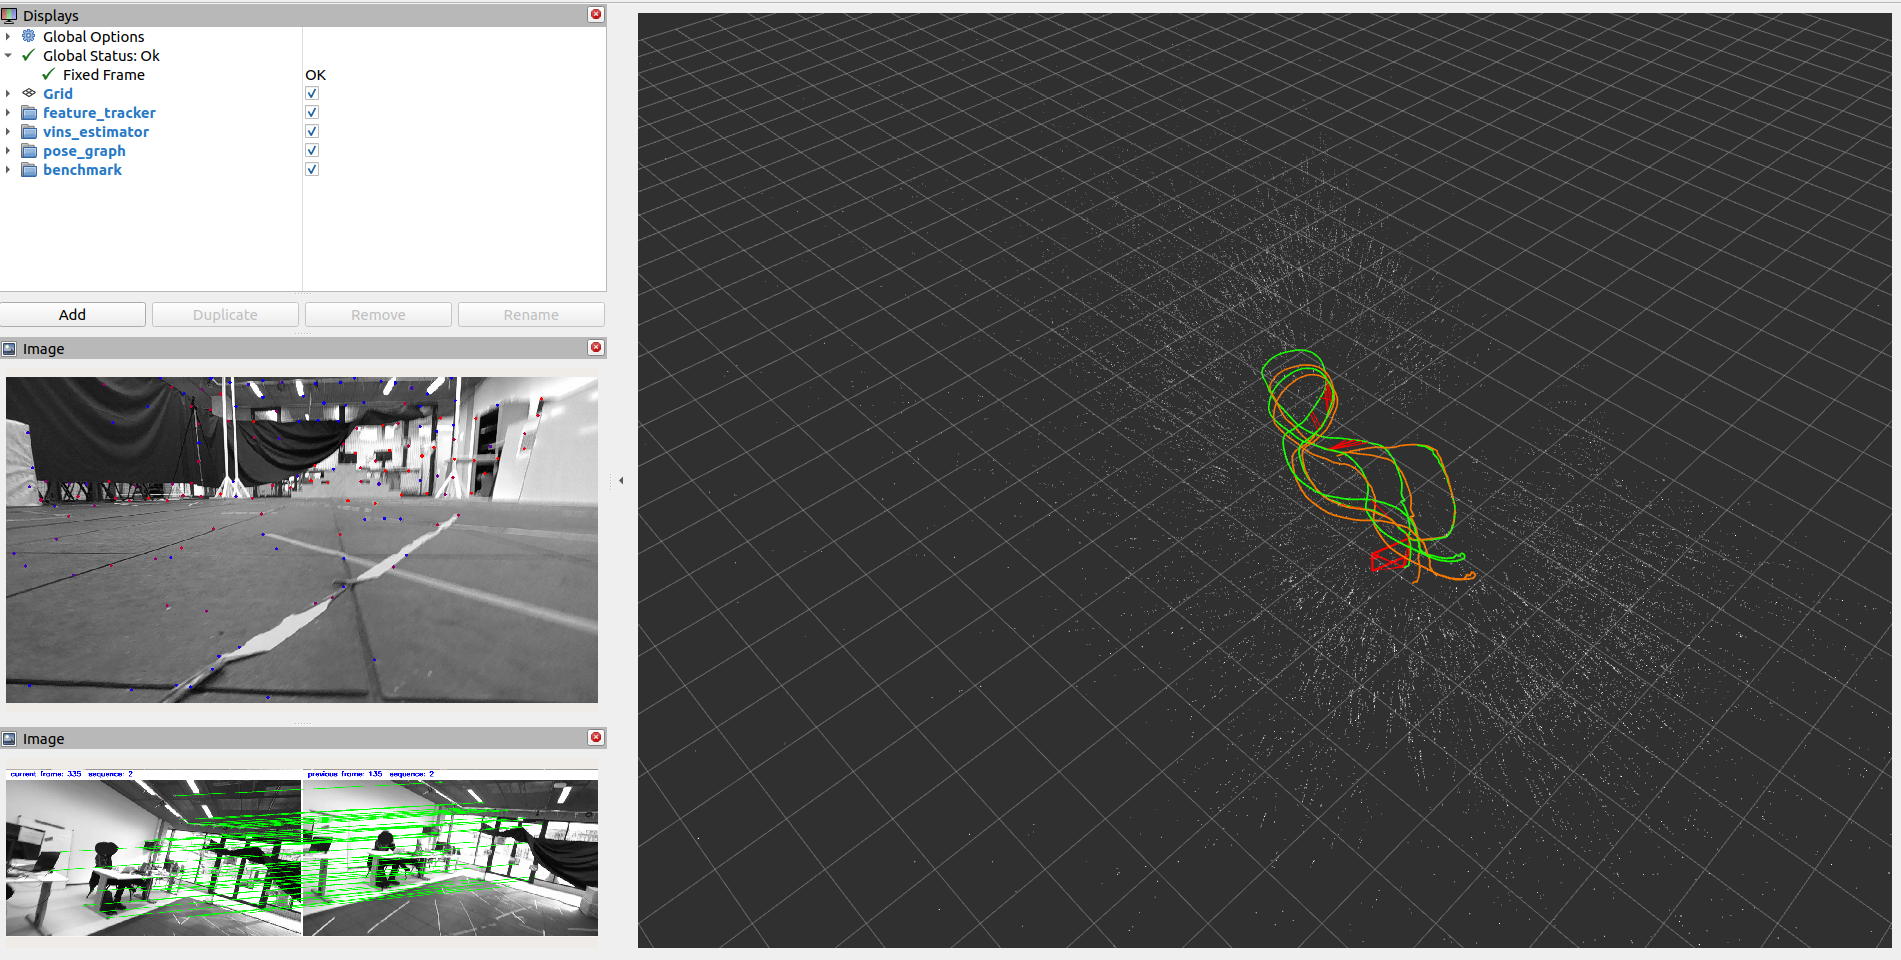 Displays
Global Options
Global Status: Ok
Fixed Frame OK
Grid
feature_tracker
vins_estimator
pose_graph
benchmark
Add Duplicate Remove Rename
Image
Image
current frame: 335 sequence: 2 previous frame: 135 sequence: 2